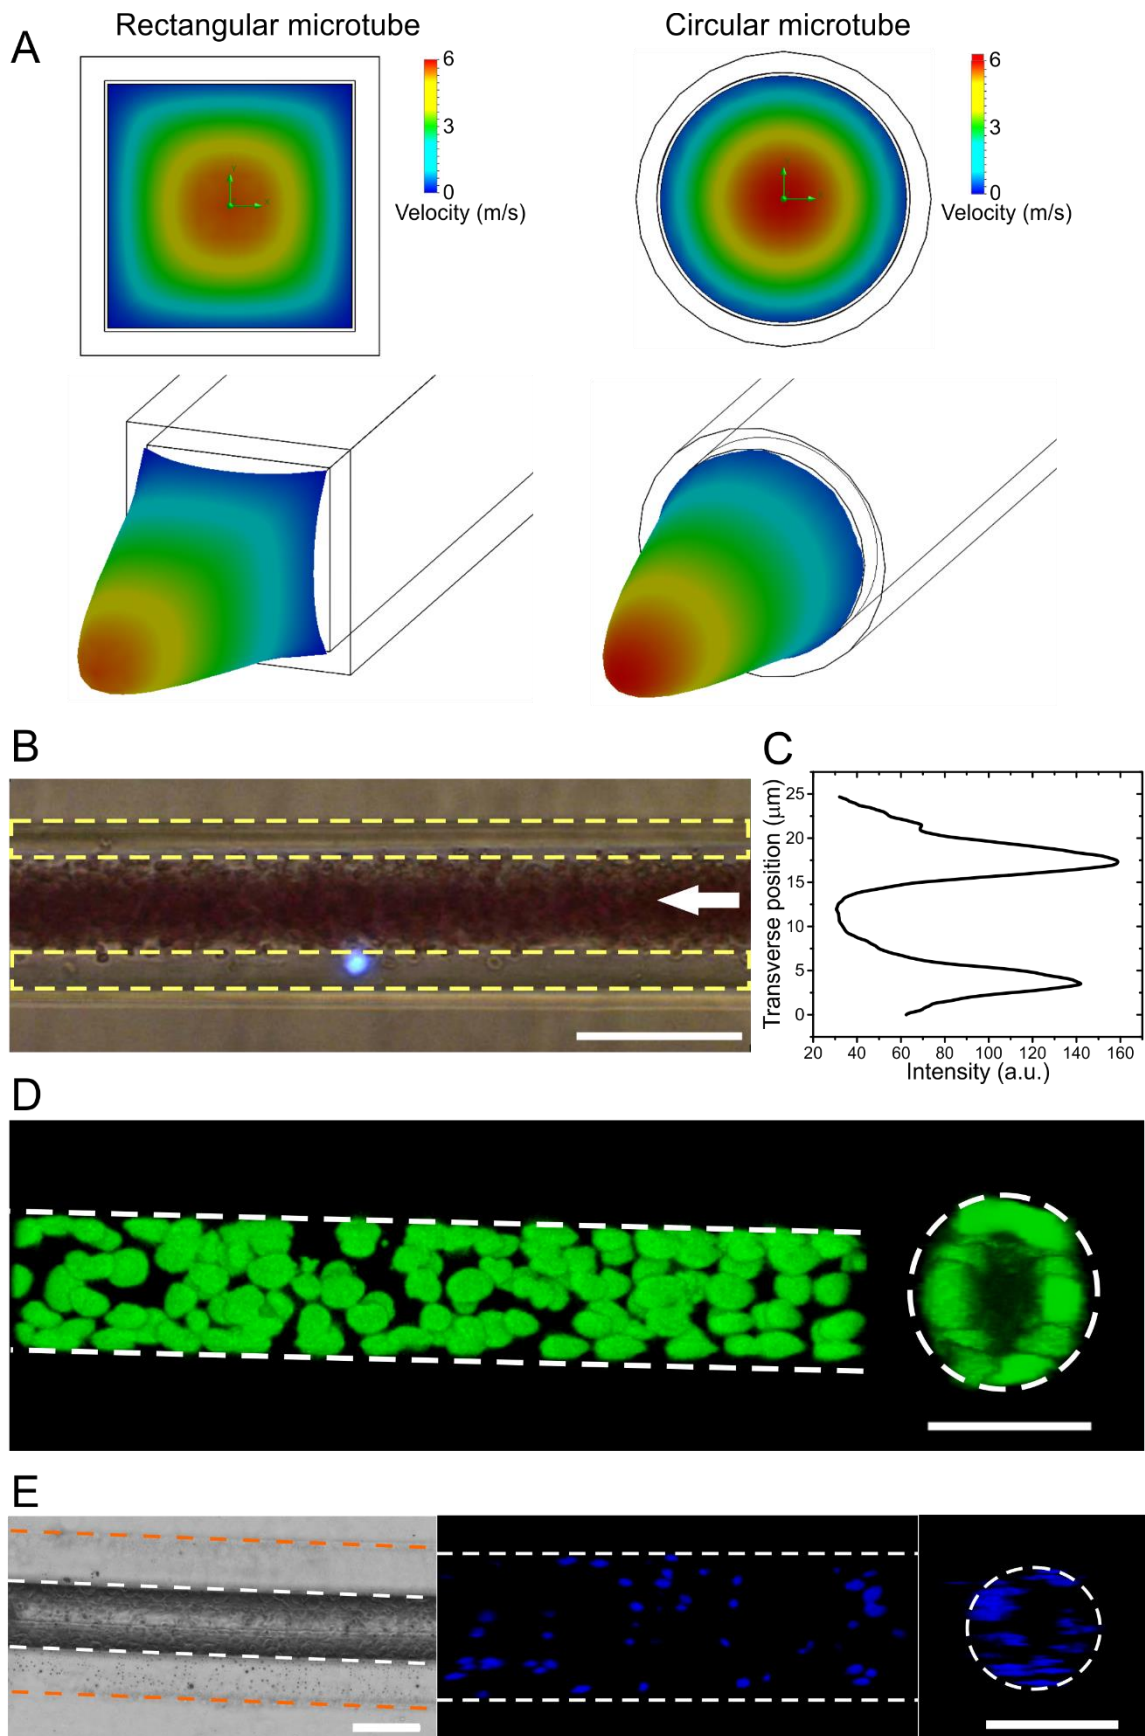 A
Rectangular microtube
Circular microtube
6
3
0
Velocity (m/s)
6
3
0
Velocity (m/s)
Y
X
Y
X
B
C
Transverse position (μm)
25
20
15
10
5
0
20 40 60 80 100 120 140 160
Intensity (a.u.)
D
E